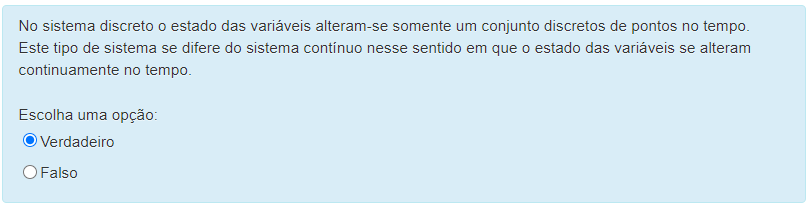 No sistema discreto o estado das variáveis alteram-se somente um conjunto discretos de pontos no tempo.
Este tipo de sistema se difere do sistema contínuo nesse sentido em que o estado das variáveis se alteram
continuamente no tempo.
Escolha uma opção:
Verdadeiro
Falso